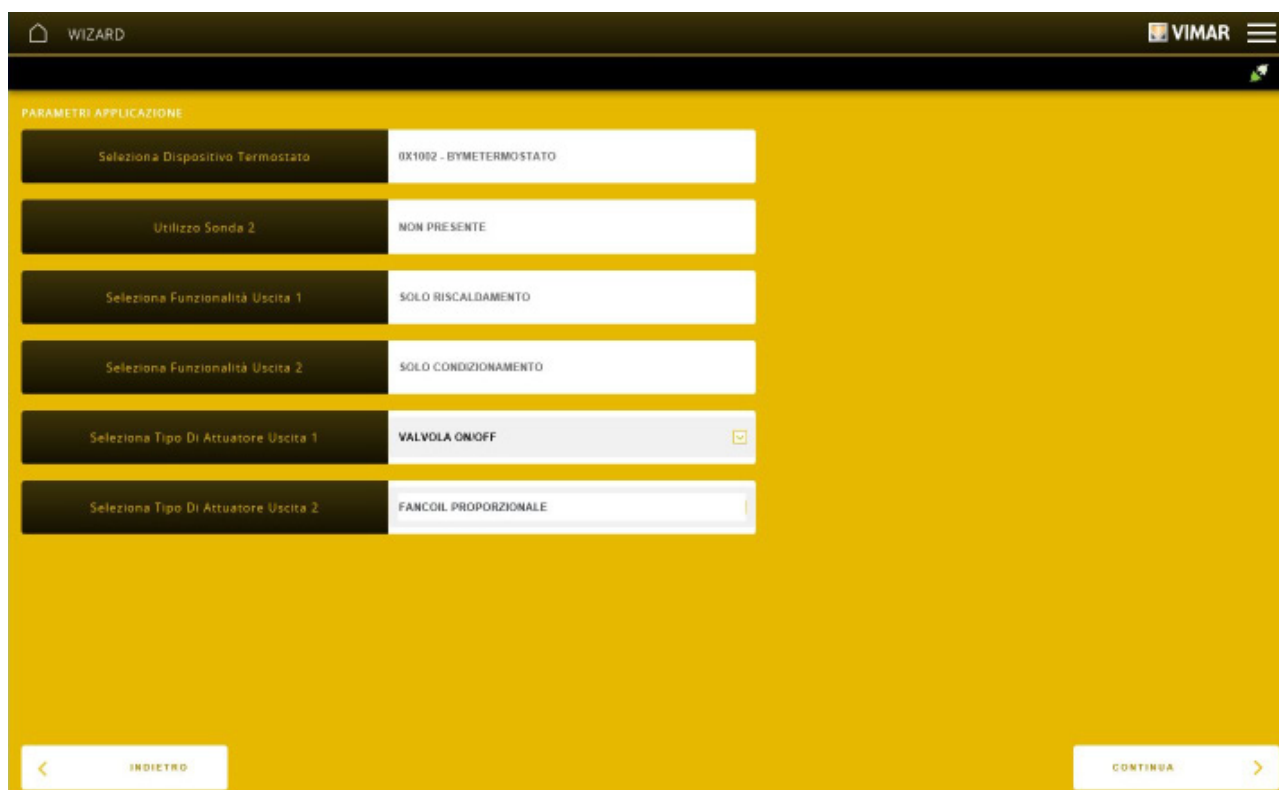 WIZARD
VIMAR
PARAMETRI APPLICAZIONE
Seleziona Dispositivo Termostato
0X1002 - BYMETERMOSTATO
Utilizzo Sonda 2
NON PRESENTE
Seleziona Funzionalità Uscita 1
SOLO RISCALDAMENTO
Seleziona Funzionalità Uscita 2
SOLO CONDIZIONAMENTO
Seleziona Tipo Di Attuatore Uscita 1
VALVOLA ON/OFF
Seleziona Tipo Di Attuatore Uscita 2
FANCOIL PROPORZIONALE
INDIETRO
CONTINUA